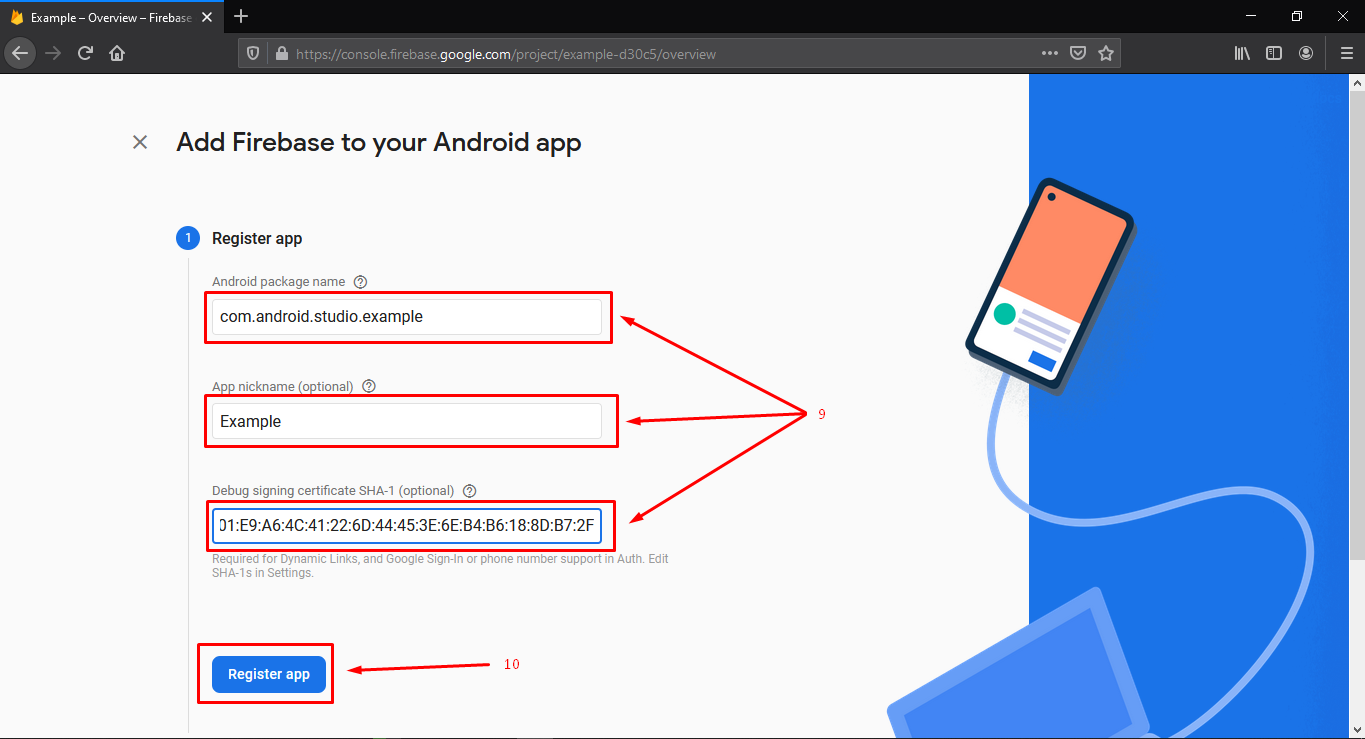 Example – Overview – Firebase
https://console.firebase.google.com/project/example-d30c5/overview
Add Firebase to your Android app
1 Register app
Android package name ?
com.android.studio.example
App nickname (optional) ?
9
Example
Debug signing certificate SHA-1 (optional) ?
01:E9:A6:4C:41:22:6D:44:45:3E:6E:B4:B6:18:8D:B7:2F
Required for Dynamic Links, and Google Sign-In or phone number support in Auth. Edit
SHA-1s in Settings.
10
Register app